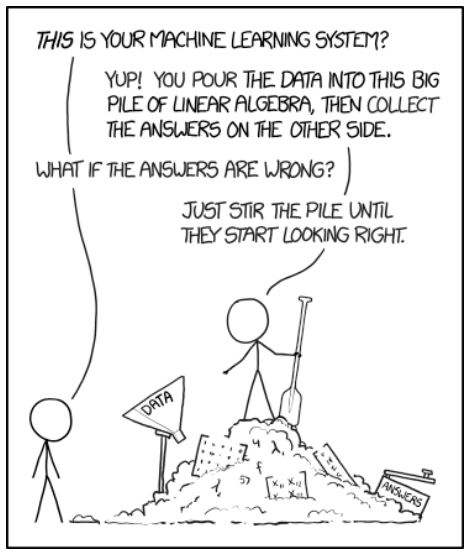 THIS IS YOUR MACHINE LEARNING SYSTEM?
YUP! YOU POUR THE DATA INTO THIS BIG
PILE OF LINEAR ALGEBRA, THEN COLLECT
THE ANSWERS ON THE OTHER SIDE.
WHAT IF THE ANSWERS ARE WRONG?
JUST STIR THE PILE UNTIL
THEY START LOOKING RIGHT.
DATA
ANSWERS